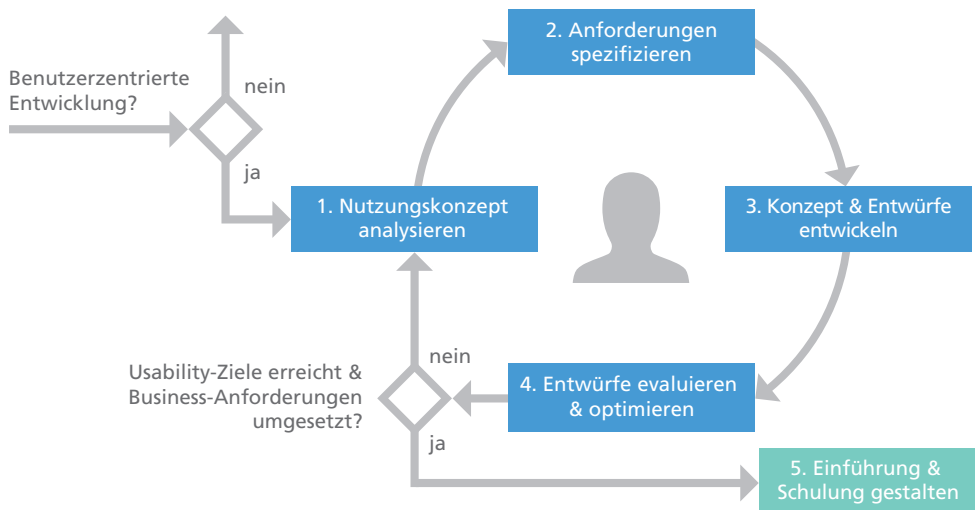 Benutzerzentrierte
Entwicklung?
nein
ja
1. Nutzungskonzept
analysieren
2. Anforderungen
spezifizieren
3. Konzept & Entwürfe
entwickeln
4. Entwürfe evaluieren
& optimieren
Usability-Ziele erreicht &
Business-Anforderungen
umgesetzt?
nein
ja
5. Einführung &
Schulung gestalten